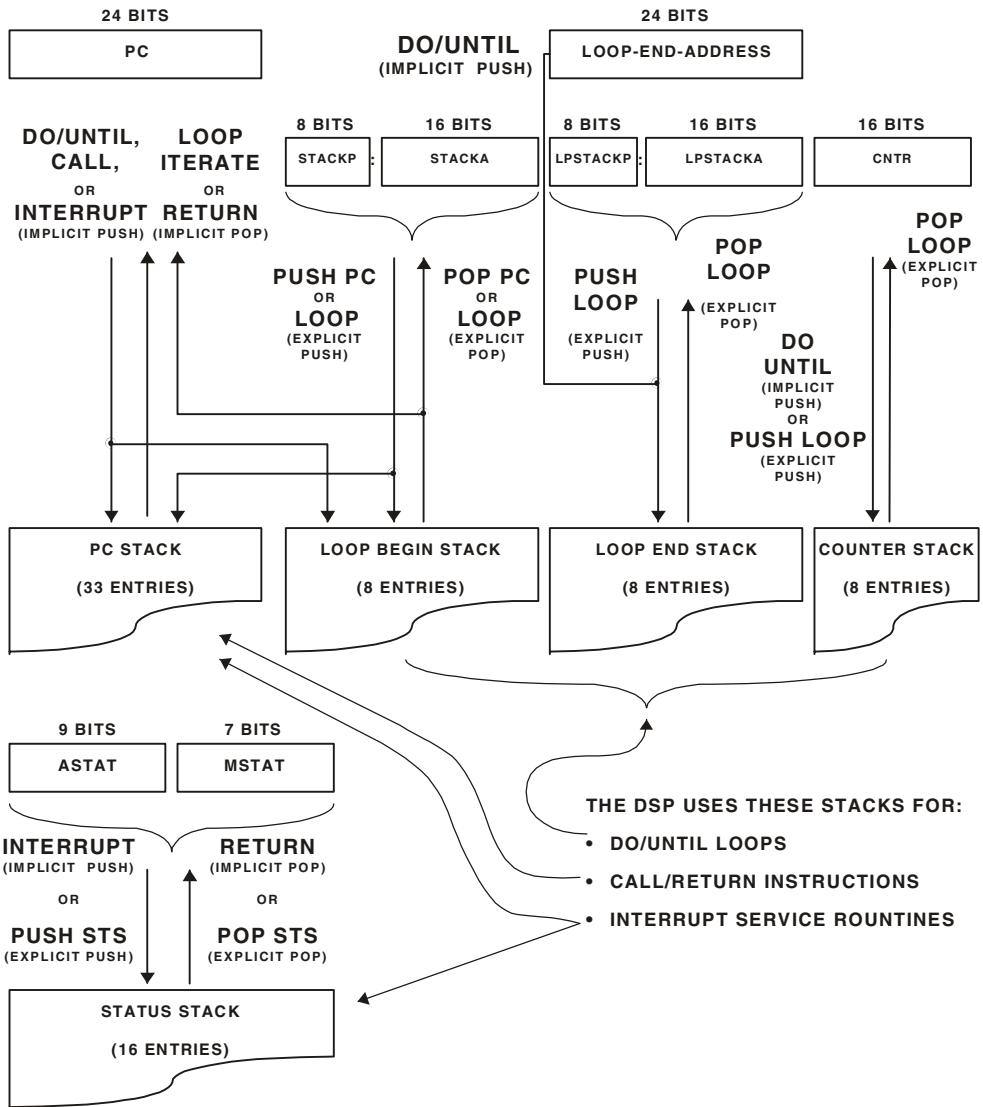 24 BITS
PC
DO/UNTIL
(IMPLICIT PUSH)
24 BITS
LOOP-END-ADDRESS
DO/UNTIL,
CALL,
OR
INTERRUPT
(IMPLICIT PUSH)
LOOP
ITERATE
OR
RETURN
(IMPLICIT POP)
8 BITS
STACKP
:
16 BITS
STACKA
8 BITS
LPSTACKP
:
16 BITS
LPSTACKA
16 BITS
CNTR
PUSH PC
OR
LOOP
(EXPLICIT
PUSH)
POP PC
OR
LOOP
(EXPLICIT
POP)
PUSH
LOOP
(EXPLICIT
PUSH)
POP
LOOP
(EXPLICIT
POP)
DO
UNTIL
(IMPLICIT
PUSH)
OR
PUSH LOOP
(EXPLICIT
PUSH)
POP
LOOP
(EXPLICIT
POP)
PC STACK
(33 ENTRIES)
LOOP BEGIN STACK
(8 ENTRIES)
LOOP END STACK
(8 ENTRIES)
COUNTER STACK
(8 ENTRIES)
9 BITS
ASTAT
7 BITS
MSTAT
INTERRUPT
(IMPLICIT PUSH)
OR
PUSH STS
(EXPLICIT PUSH)
RETURN
(IMPLICIT POP)
OR
POP STS
(EXPLICIT POP)
STATUS STACK
(16 ENTRIES)
THE DSP USES THESE STACKS FOR:
• DO/UNTIL LOOPS
• CALL/RETURN INSTRUCTIONS
• INTERRUPT SERVICE ROUNTINES